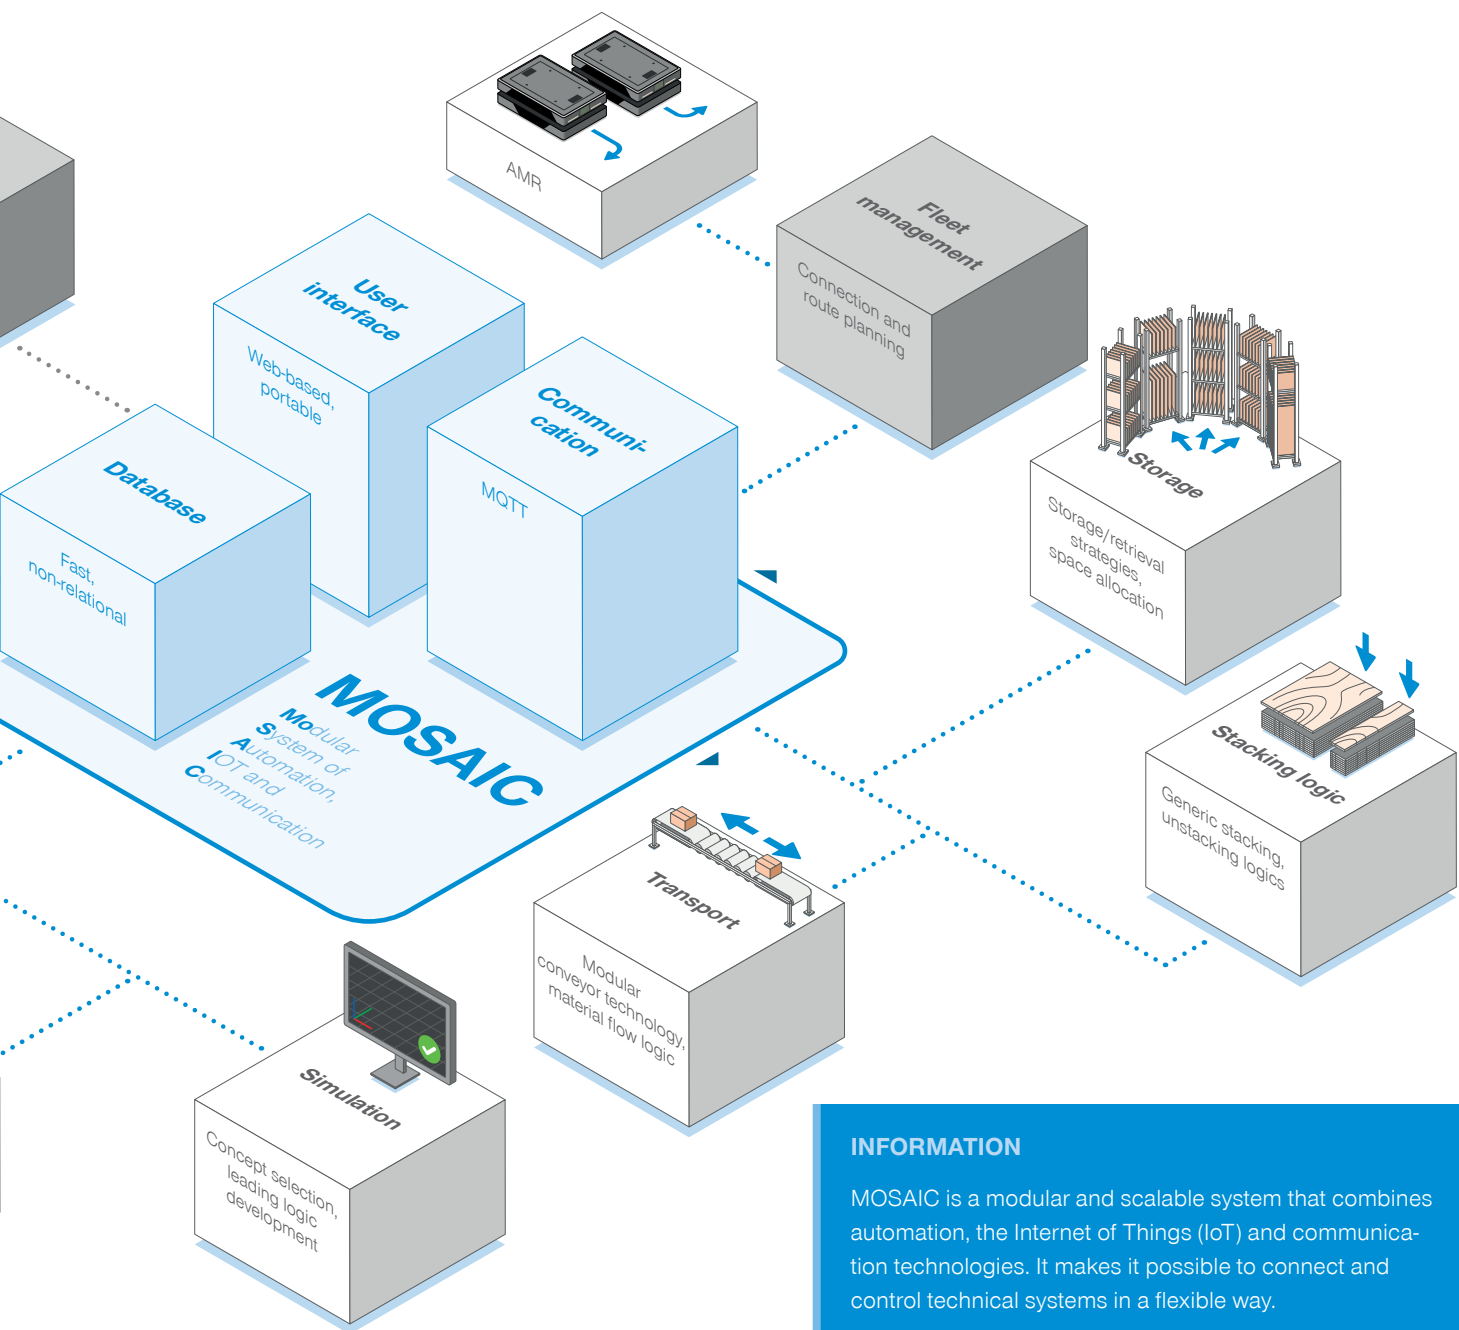 AMR
Fleet
management
Connection and
route planning
User
interface
Web-based,
portable
Communi-
cation
MQTT
Database
Fast,
non-relational
Storage
Storage/retrieval
strategies,
space allocation
MOSAIC
Modular
System of
Automation,
IOT and
Communication
Stacking logic
Generic stacking,
unstacking logics
Transport
Modular
conveyor technology,
material flow logic
Simulation
Concept selection,
leading logic
development
INFORMATION
MOSAIC is a modular and scalable system that combines
automation, the Internet of Things (IoT) and communica-
tion technologies. It makes it possible to connect and
control technical systems in a flexible way.